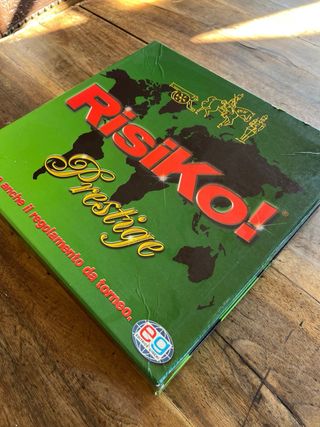 RisiKo!
Prestige
anche il regolamento da torneo.
eg